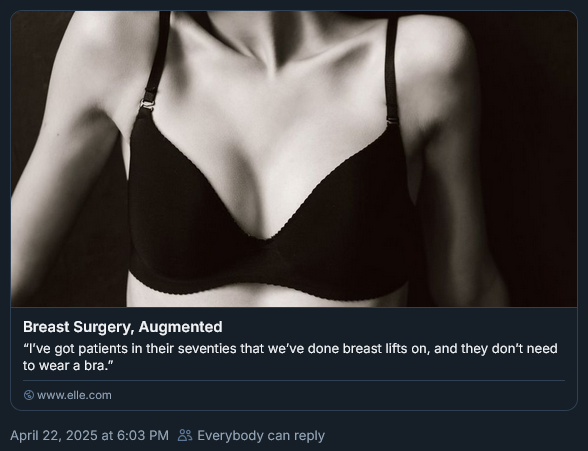 Breast Surgery, Augmented
“I’ve got patients in their seventies that we’ve done breast lifts on, and they don’t need
to wear a bra.”
www.elle.com
April 22, 2025 at 6:03 PM Everybody can reply